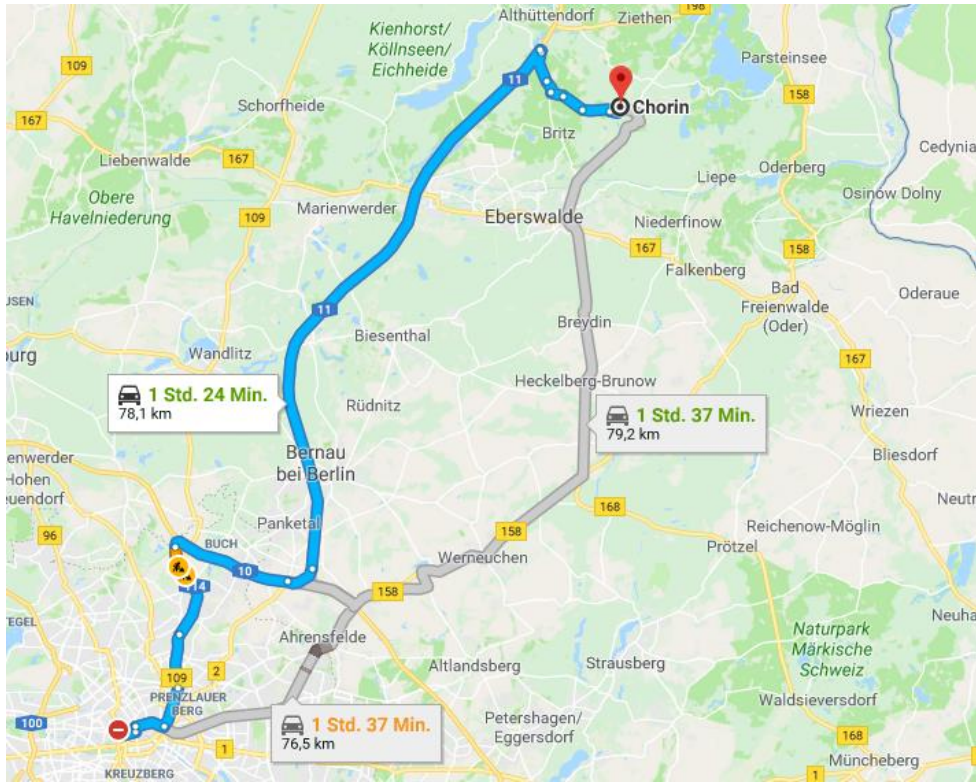 Althüttendorf
Ziethen
198
Kienhorst/
Köllnseen/
Eichheide
Parsteinsee
109
11
158
Schorfheide
Chorin
167
Britz
Cedynia
Liebenwalde
167
Oderberg
Liepe
Obere
Havelniederung
Osinów Dolny
109
Marienwerder
Eberswalde
Niederfinow
167
158
Falkenberg
Bad
Freienwalde
(Oder)
Oderaue
11
Breydin
Biesenthal
Wandlitz
167
Heckelberg-Brunow
1 Std. 24 Min.
78,1 km
Rüdnitz
1 Std. 37 Min.
79,2 km
Wriezen
Bernau
bei Berlin
Bliesdorf
Hohen
Panketal
168
96
BUCH
Reichenow-Möglin
158
Prötzel
Werneuchen
10
114
158
Ahrensfelde
Naturpark
Märkische
Schweiz
2
Altlandsberg
Strausberg
109
PRENZLAUER
BERG
Waldsieversdorf
100
1 Std. 37 Min.
76,5 km
Petershagen/
Eggersdorf
168
1
1
Müncheberg
KREUZBERG